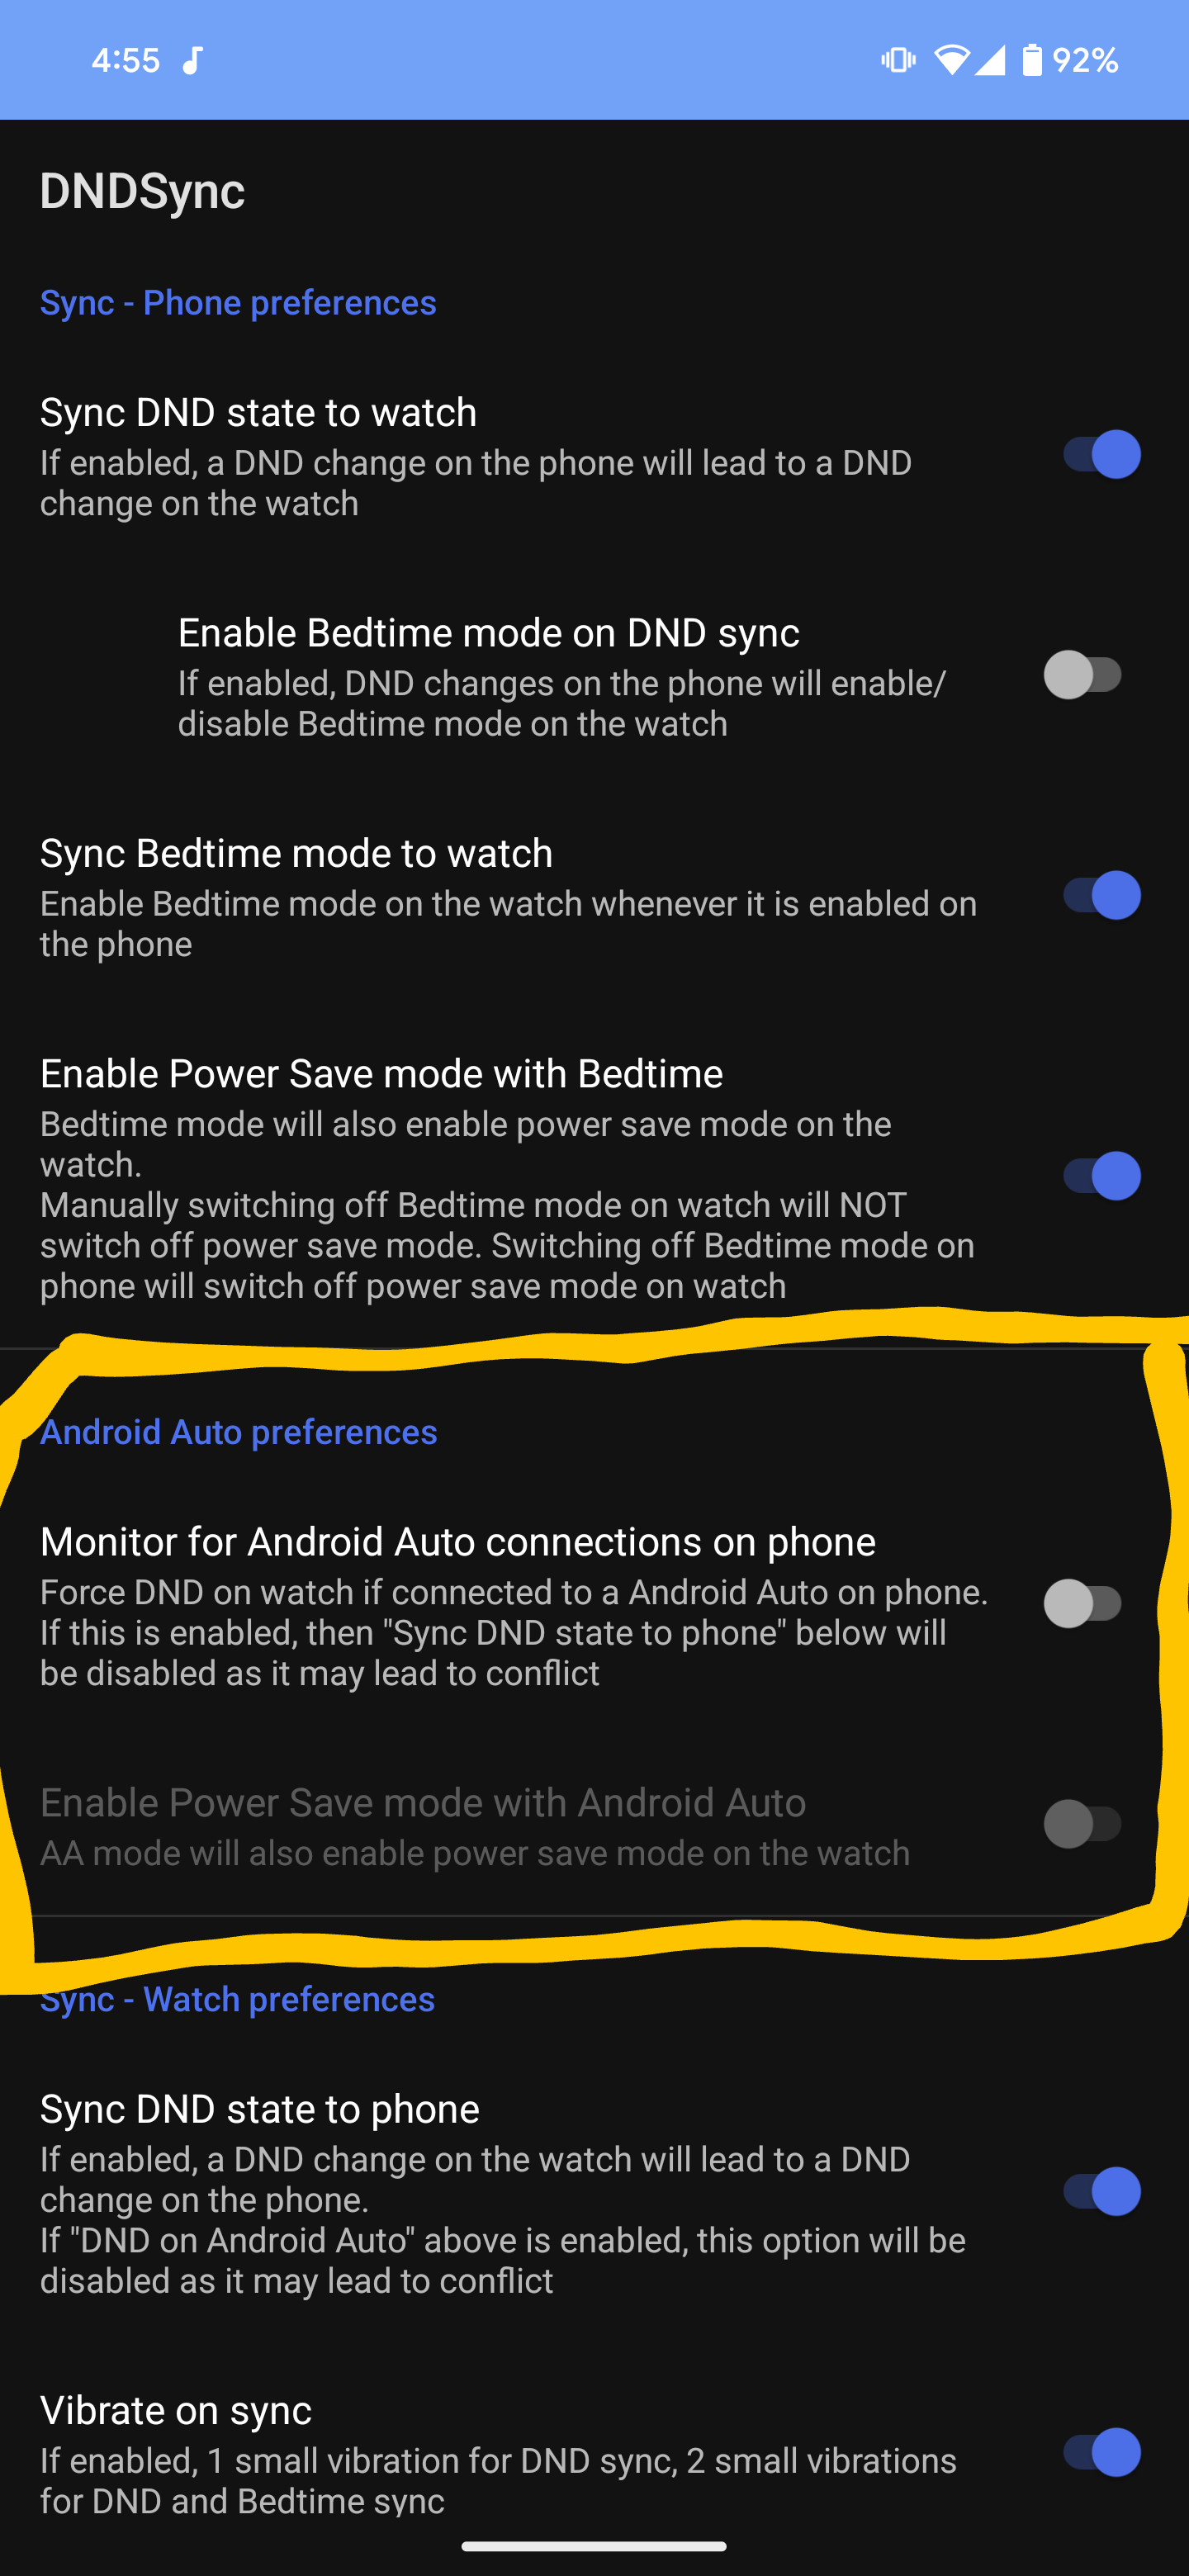 4:55 92%
DNDSync
Sync - Phone preferences
Sync DND state to watch
If enabled, a DND change on the phone will lead to a DND
change on the watch
Enable Bedtime mode on DND sync
If enabled, DND changes on the phone will enable/
disable Bedtime mode on the watch
Sync Bedtime mode to watch
Enable Bedtime mode on the watch whenever it is enabled on
the phone
Enable Power Save mode with Bedtime
Bedtime mode will also enable power save mode on the
watch.
Manually switching off Bedtime mode on watch will NOT
switch off power save mode. Switching off Bedtime mode on
phone will switch off power save mode on watch
Android Auto preferences
Monitor for Android Auto connections on phone
Force DND on watch if connected to a Android Auto on phone.
If this is enabled, then "Sync DND state to phone" below will
be disabled as it may lead to conflict
Enable Power Save mode with Android Auto
AA mode will also enable power save mode on the watch
Sync - Watch preferences
Sync DND state to phone
If enabled, a DND change on the watch will lead to a DND
change on the phone.
If "DND on Android Auto" above is enabled, this option will be
disabled as it may lead to conflict
Vibrate on sync
If enabled, 1 small vibration for DND sync, 2 small vibrations
for DND and Bedtime sync